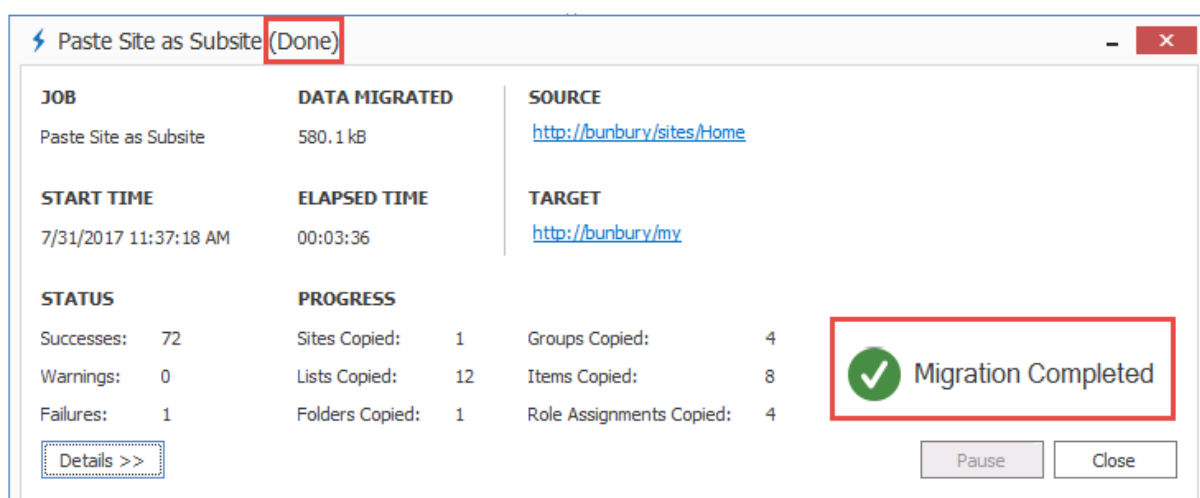 Paste Site as Subsite (Done)
JOB
DATA MIGRATED
SOURCE
Paste Site as Subsite
580.1 kB
http://bunbury/sites/Home
START TIME
ELAPSED TIME
TARGET
7/31/2017 11:37:18 AM
00:03:36
http://bunbury/my
STATUS
PROGRESS
Successes: 72
Sites Copied: 1
Groups Copied: 4
Warnings: 0
Lists Copied: 12
Items Copied: 8
Failures: 1
Folders Copied: 1
Role Assignments Copied: 4
Migration Completed
Details >>
Pause
Close